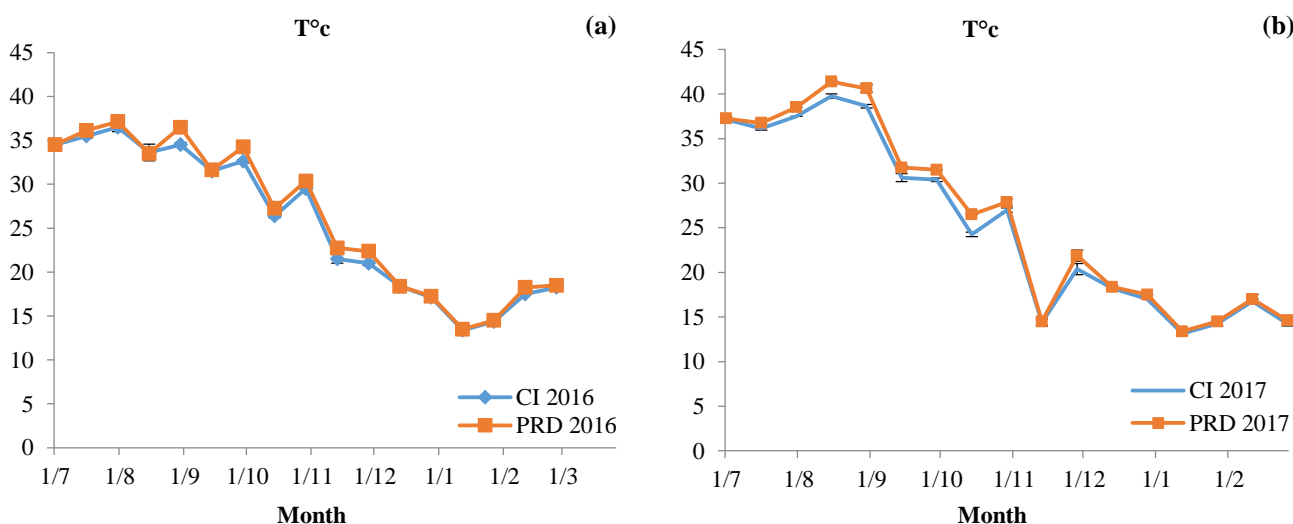 T°c
(a)
45
40
35
30
25
20
15
10
5
0
CI 2016
PRD 2016
1/7 1/8 1/9 1/10 1/11 1/12 1/1 1/2 1/3
Month
T°c
(b)
45
40
35
30
25
20
15
10
5
0
CI 2017
PRD 2017
1/7 1/8 1/9 1/10 1/11 1/12 1/1 1/2
Month